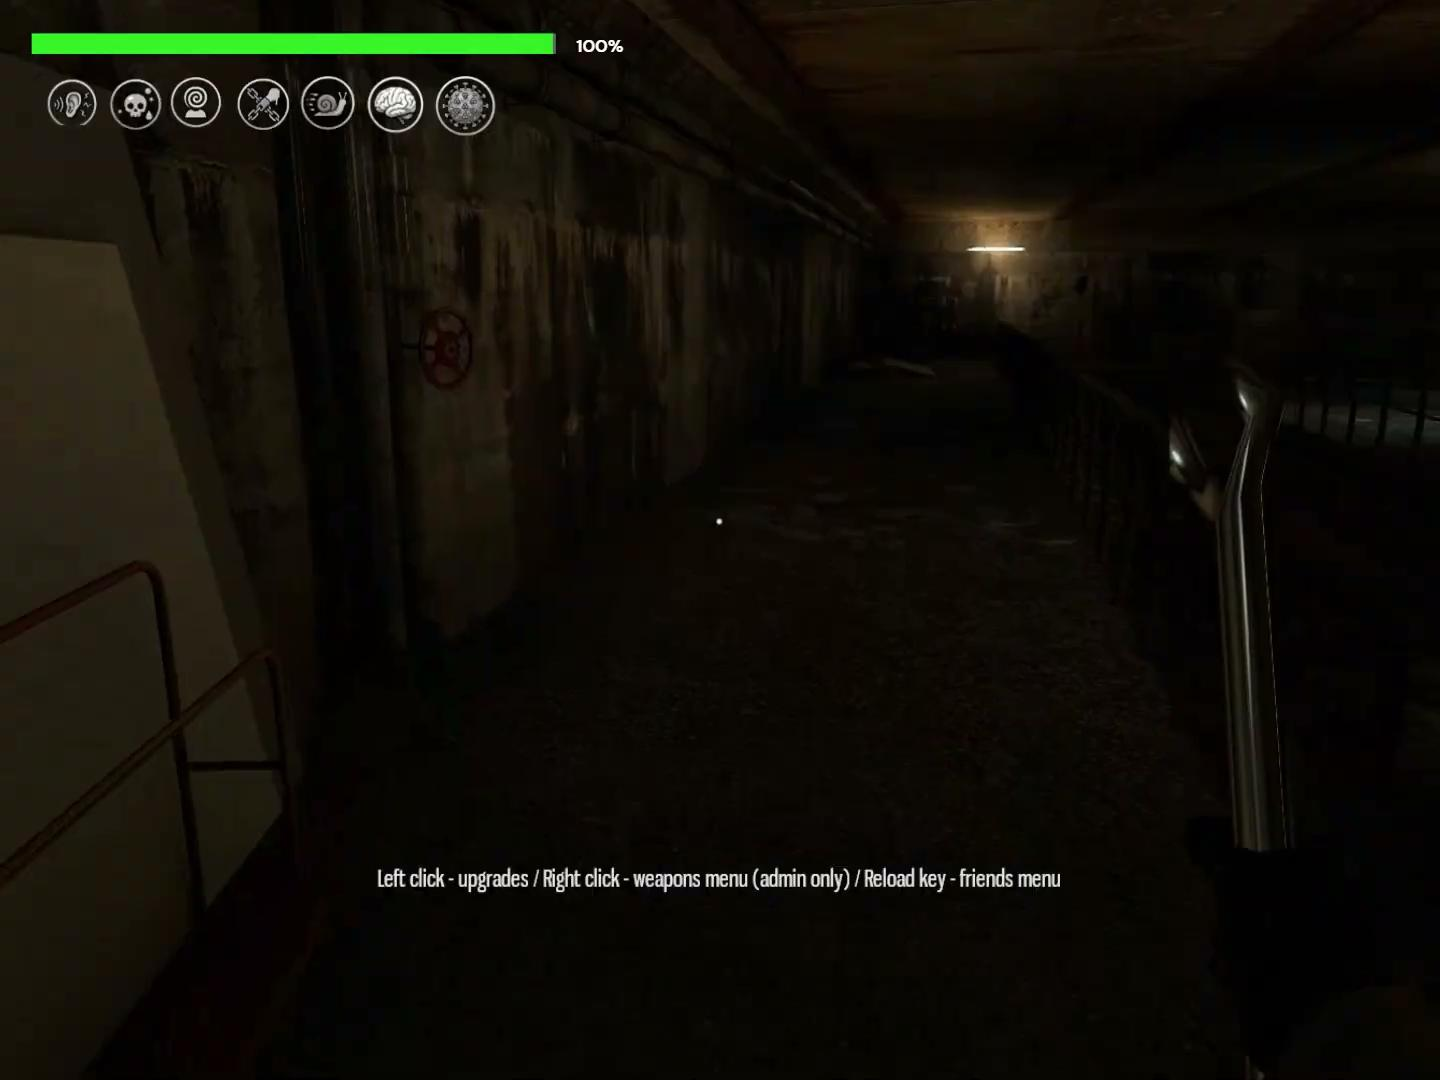 100%
Left click - upgrades / Right click - weapons menu (admin only) / Reload key - friends menu